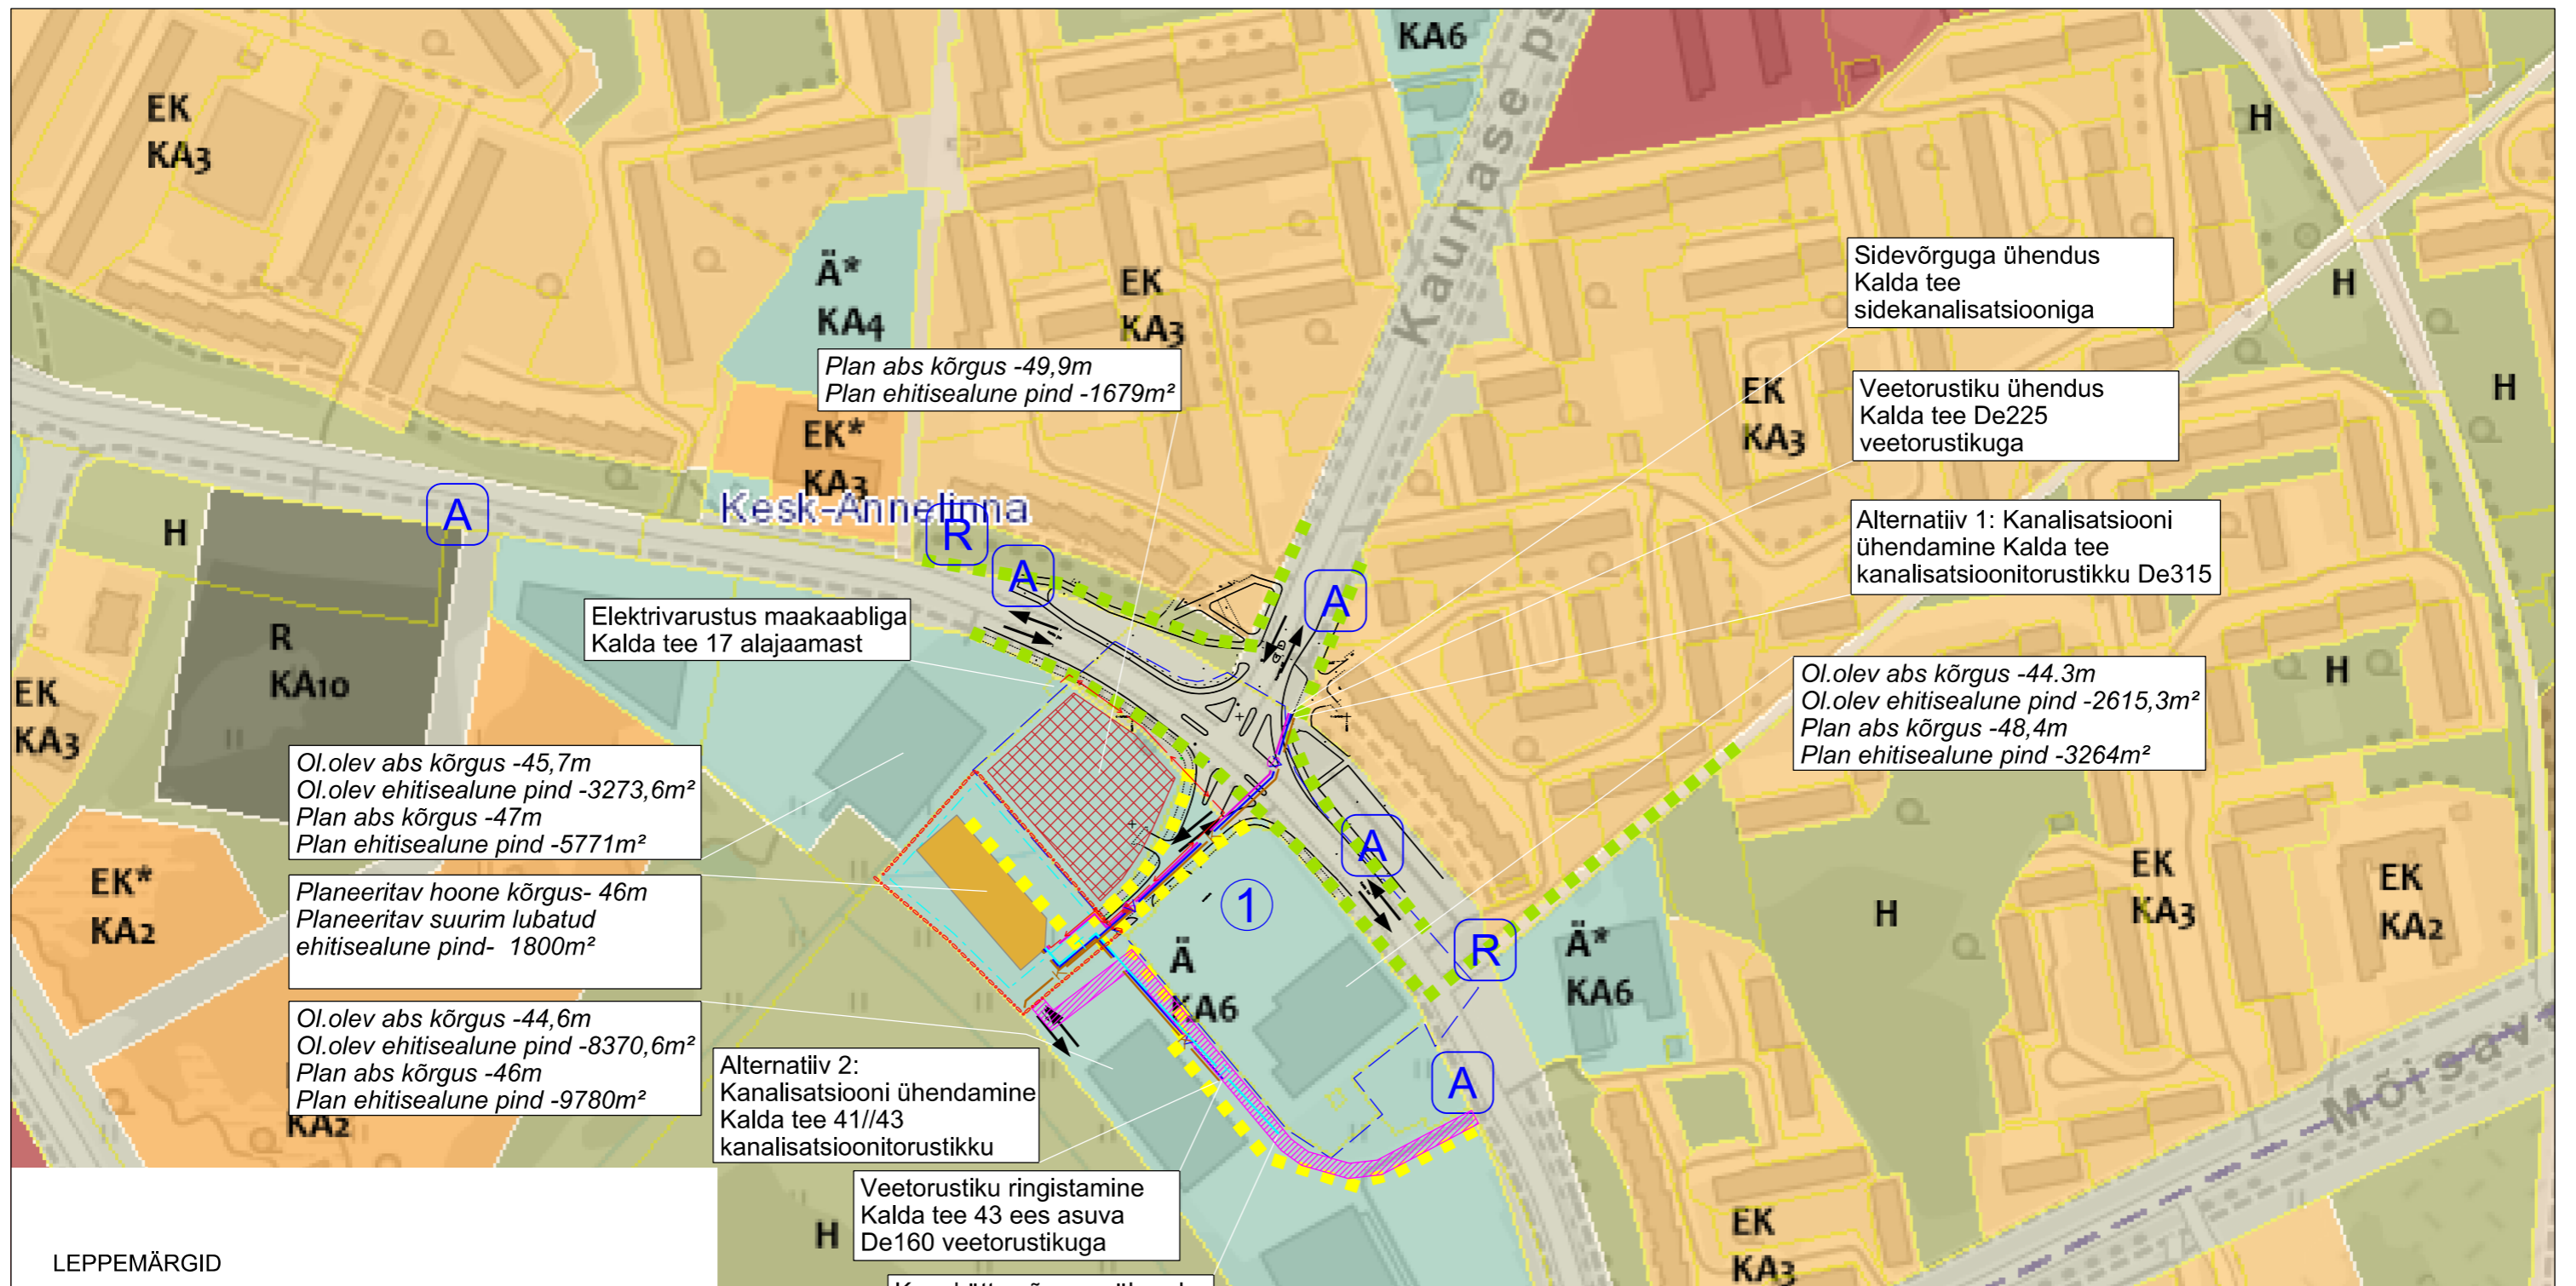 KA6
EK
KA3
H
Kaunase ps
Ä*
KA4
EK
KA3
Sidevõrguga ühendus
Kalda tee
sidekanalisatsiooniga
H
Plan abs kõrgus -49,9m
Plan ehitisealune pind -1679m²
EK
KA3
H
Veetorustiku ühendus
Kalda tee De225
veetorustikuga
EK*
KA3
Kesk-Annelinna
A
R
H
Alternatiiv 1: Kanalisatsiooni
ühendamine Kalda tee
kanalisatsioonitorustikku De315
A
A
Elektrivarustus maakaabliga
Kalda tee 17 alajaamast
R
KA10
EK
KA3
H
Ol.olev abs kõrgus -44.3m
Ol.olev ehitisealune pind -2615,3m²
Plan abs kõrgus -48,4m
Plan ehitisealune pind -3264m²
Ol.olev abs kõrgus -45,7m
Ol.olev ehitisealune pind -3273,6m²
Plan abs kõrgus -47m
Plan ehitisealune pind -5771m²
A
EK*
KA2
Planeeritav hoone kõrgus- 46m
Planeeritav suurim lubatud
ehitisealune pind- 1800m²
1
EK
KA3
EK
KA2
H
Ä
KA6
R
Ä*
KA6
Ol.olev abs kõrgus -44,6m
Ol.olev ehitisealune pind -8370,6m²
Plan abs kõrgus -46m
Plan ehitisealune pind -9780m²
KA2
Alternatiiv 2:
Kanalisatsiooni ühendamine
Kalda tee 41//43
kanalisatsioonitorustikku
A
Mõisav
Veetorustiku ringistamine
Kalda tee 43 ees asuva
De160 veetorustikuga
H
EK
KA3
LEPPEMÄRGID